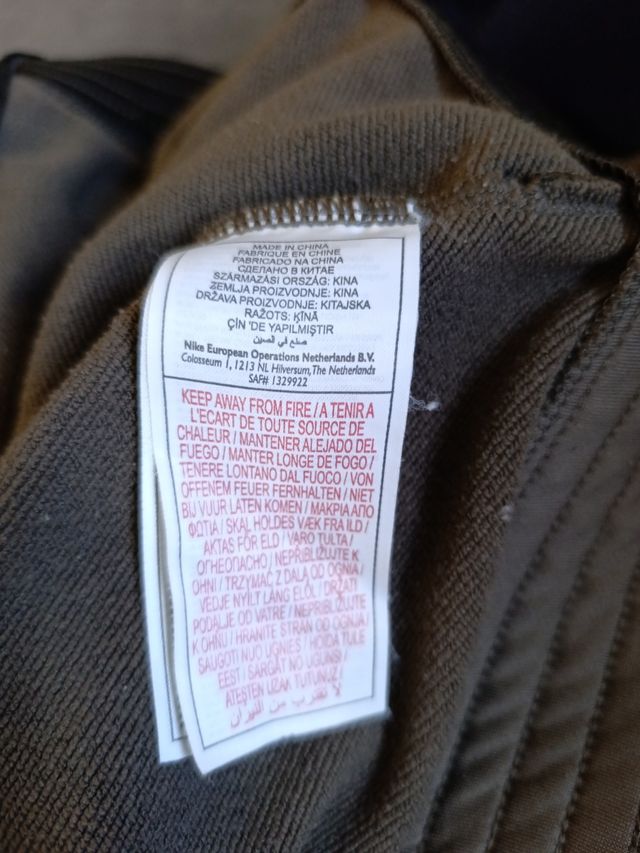 MADE IN CHINA
FABRIQUE EN CHINE
FABRICADO NA CHINA
СДЕЛАНО В КИТАЕ
SZÁRMAZÁSI ORSZÁG: KINA
ZEMLJA PROIZVODNJE: KINA
DRŽAVA PROIZVODNJE: KITAJSKA
RAŽOTS: ĶĪNĀ
ÇİN 'DE YAPILMIŞTIR
صنع في الصين
Nike European Operations Netherlands B.V.
Colosseum 1, 1213 NL Hilversum, The Netherlands
SAF# 1329922
KEEP AWAY FROM FIRE / A TENIR A
L'ECART DE TOUTE SOURCE DE
CHALEUR / MANTENER ALEJADO DEL
FUEGO / MANTER LONGE DE FOGO /
TENERE LONTANO DAL FUOCO / VON
OFFENEM FEUER FERNHALTEN / NIET
BIJ VUUR LATEN KOMEN / ΜΑΚΡΙΑ ΑΠΟ
ΦΩΤΙΑ / SKAL HOLDES VÆK FRA ILD /
AKTAS FÖR ELD / VARO TULTA /
ОГНЕОПАСНО / NEPŘIBLIŽUJTE K
OHNI / TRZYMAĆ Z DALA OD OGNIA /
VEDJE NYÍLT LÁNG ELŐL / DRŽATI
PODALJE OD VATRE / NEPRIBLIŽUJTE
K OHŇU / HRANITE STRAN OD OGNJA /
SAUGOTI NUO UGNIES / HOIDA TULE
EEST / SARGĀT NO UGUNS /
ATEŞTEN UZAK TUTUNUZ /
لا تقترب من النيران